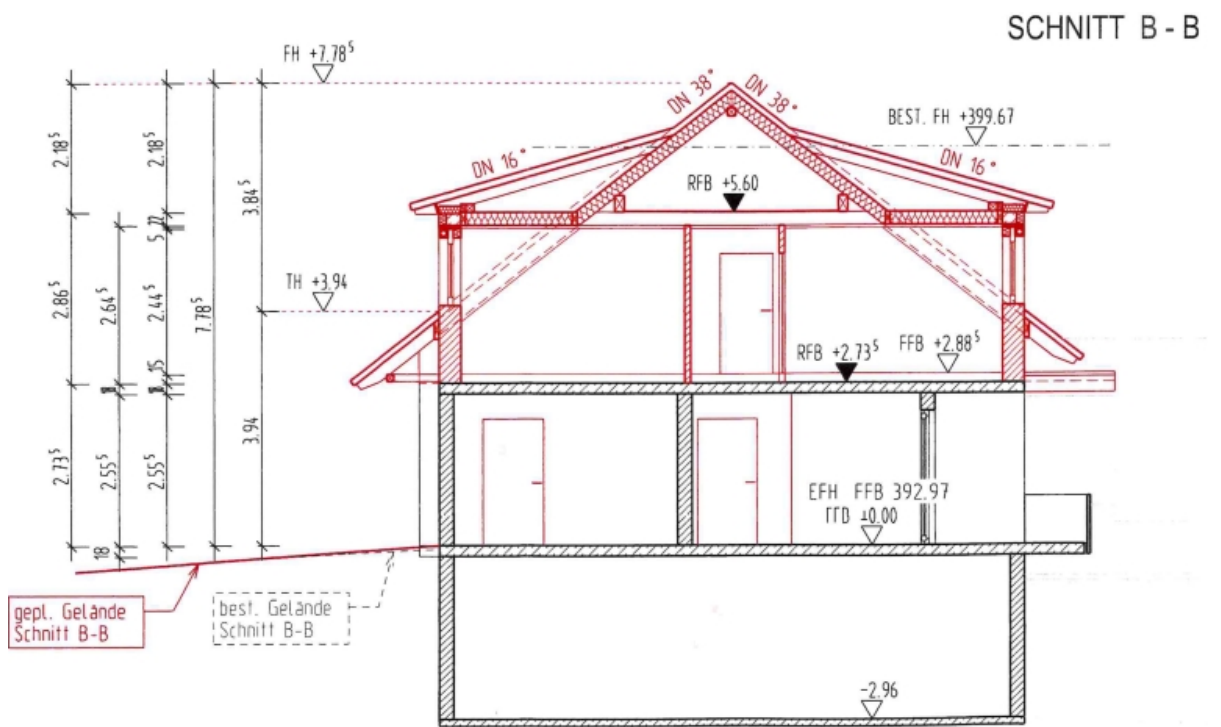 SCHNITT B - B
FH +7.78⁵
DN 38°
DN 38°
BEST. FH +399.67
DN 16°
DN 16°
RFB +5.60
TH +3.94
RFB +2.73⁵
FFB +2.88⁵
EFH FFB 392.97
FFB ±0.00
-2.96
2.18⁵
2.86⁵
2.73⁵
2.64
2.55⁵
18
2.18⁵
2.44⁵
15
2.55⁵
7.78⁵
3.84⁵
3.94
gepl. Gelände
Schnitt B-B
best. Gelände
Schnitt B-B